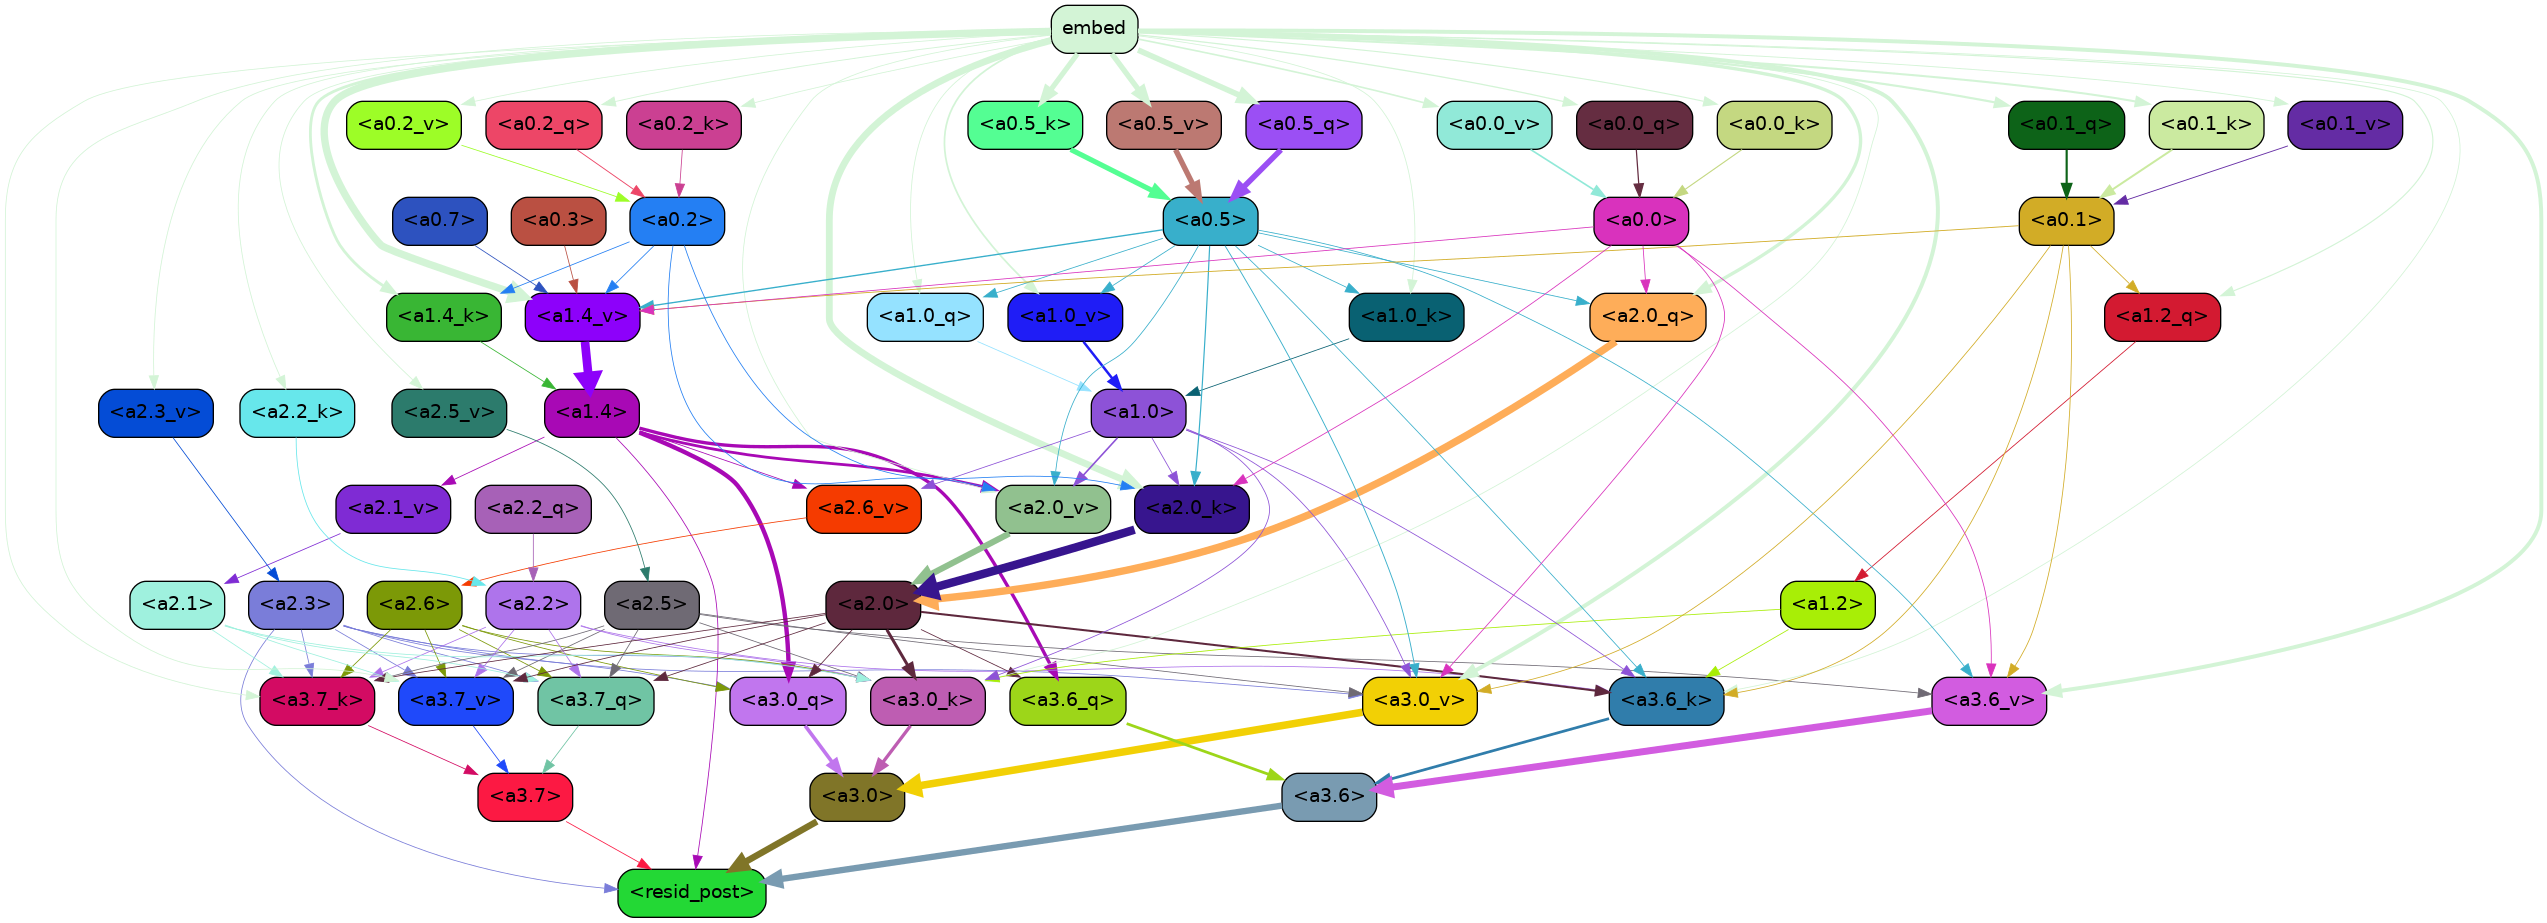 embed
<a0.2_v> <a0.2_q> <a0.2_k> <a0.5_k> <a0.5_v> <a0.5_q> <a0.0_v> <a0.0_q> <a0.0_k> <a0.1_q> <a0.1_k> <a0.1_v>
<a0.7> <a0.3> <a0.2> <a0.5> <a0.0> <a0.1>
<a1.4_k> <a1.4_v> <a1.0_q> <a1.0_v> <a1.0_k> <a2.0_q> <a1.2_q>
<a2.3_v> <a2.2_k> <a2.5_v> <a1.4> <a1.0>
<a2.1_v> <a2.2_q> <a2.6_v> <a2.0_v> <a2.0_k>
<a2.1> <a2.3> <a2.6> <a2.2> <a2.5> <a2.0> <a1.2>
<a3.7_k> <a3.7_v> <a3.7_q> <a3.0_q> <a3.0_k> <a3.6_q> <a3.0_v> <a3.6_k> <a3.6_v>
<a3.7> <a3.0> <a3.6>
<resid_post>